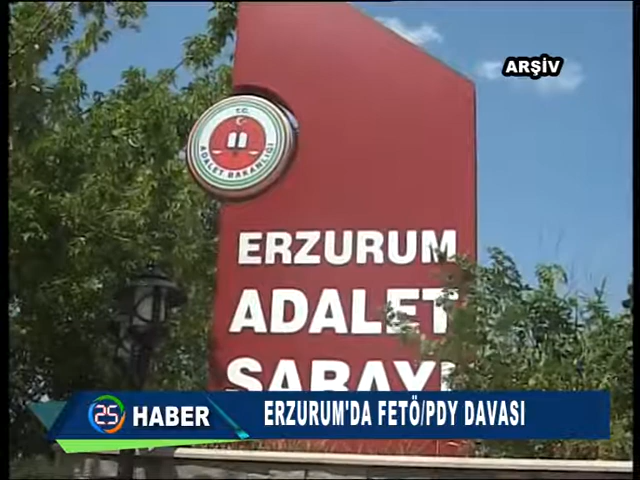 ARŞİV
T.C.
ADALET BAKANLIĞI
ERZURUM
ADALET
SARAYI
25 HABER
ERZURUM'DA FETÖ/PDY DAVASI